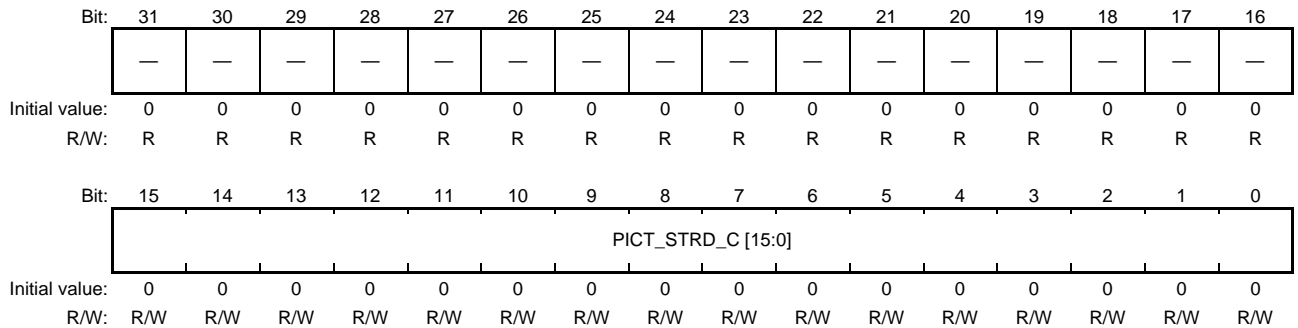 Bit: 31 30 29 28 27 26 25 24 23 22 21 20 19 18 17 16
— — — — — — — — — — — — — — — —
Initial value: 0 0 0 0 0 0 0 0 0 0 0 0 0 0 0 0
R/W: R R R R R R R R R R R R R R R R
Bit: 15 14 13 12 11 10 9 8 7 6 5 4 3 2 1 0
PICT_STRD_C [15:0]
Initial value: 0 0 0 0 0 0 0 0 0 0 0 0 0 0 0 0
R/W: R/W R/W R/W R/W R/W R/W R/W R/W R/W R/W R/W R/W R/W R/W R/W R/W